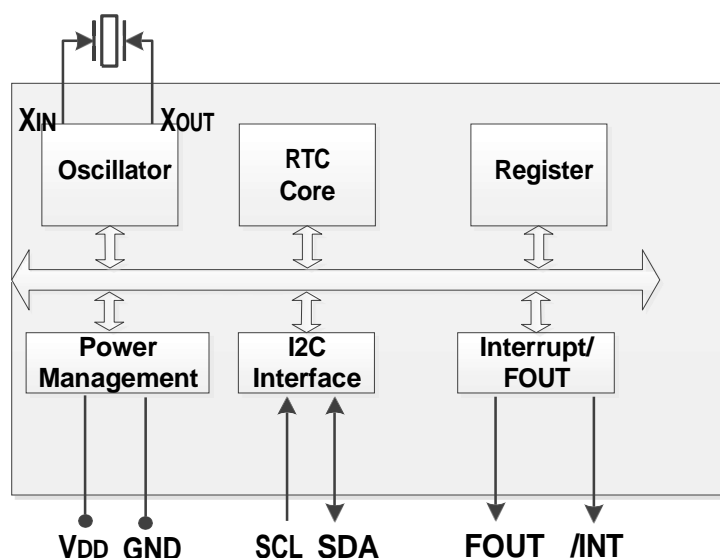 XIN XOUT
Oscillator
RTC
Core
Register
Power
Management
I2C
Interface
Interrupt/
FOUT
VDD GND
SCL SDA
FOUT /INT